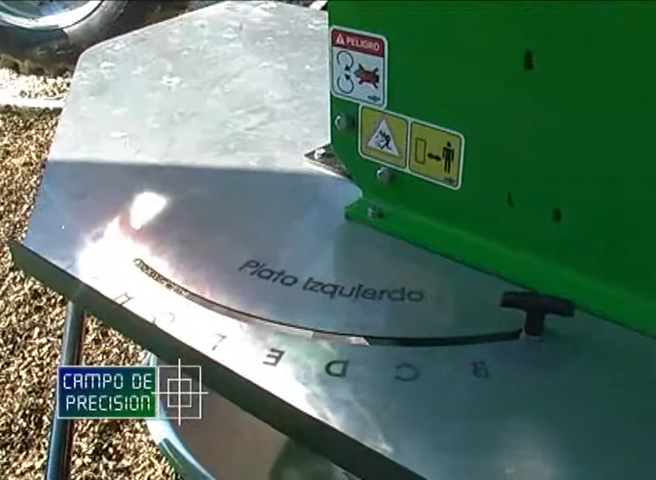 PELIGRO
Plato Izquierdo
B C D E
CAMPO DE
PRECISION